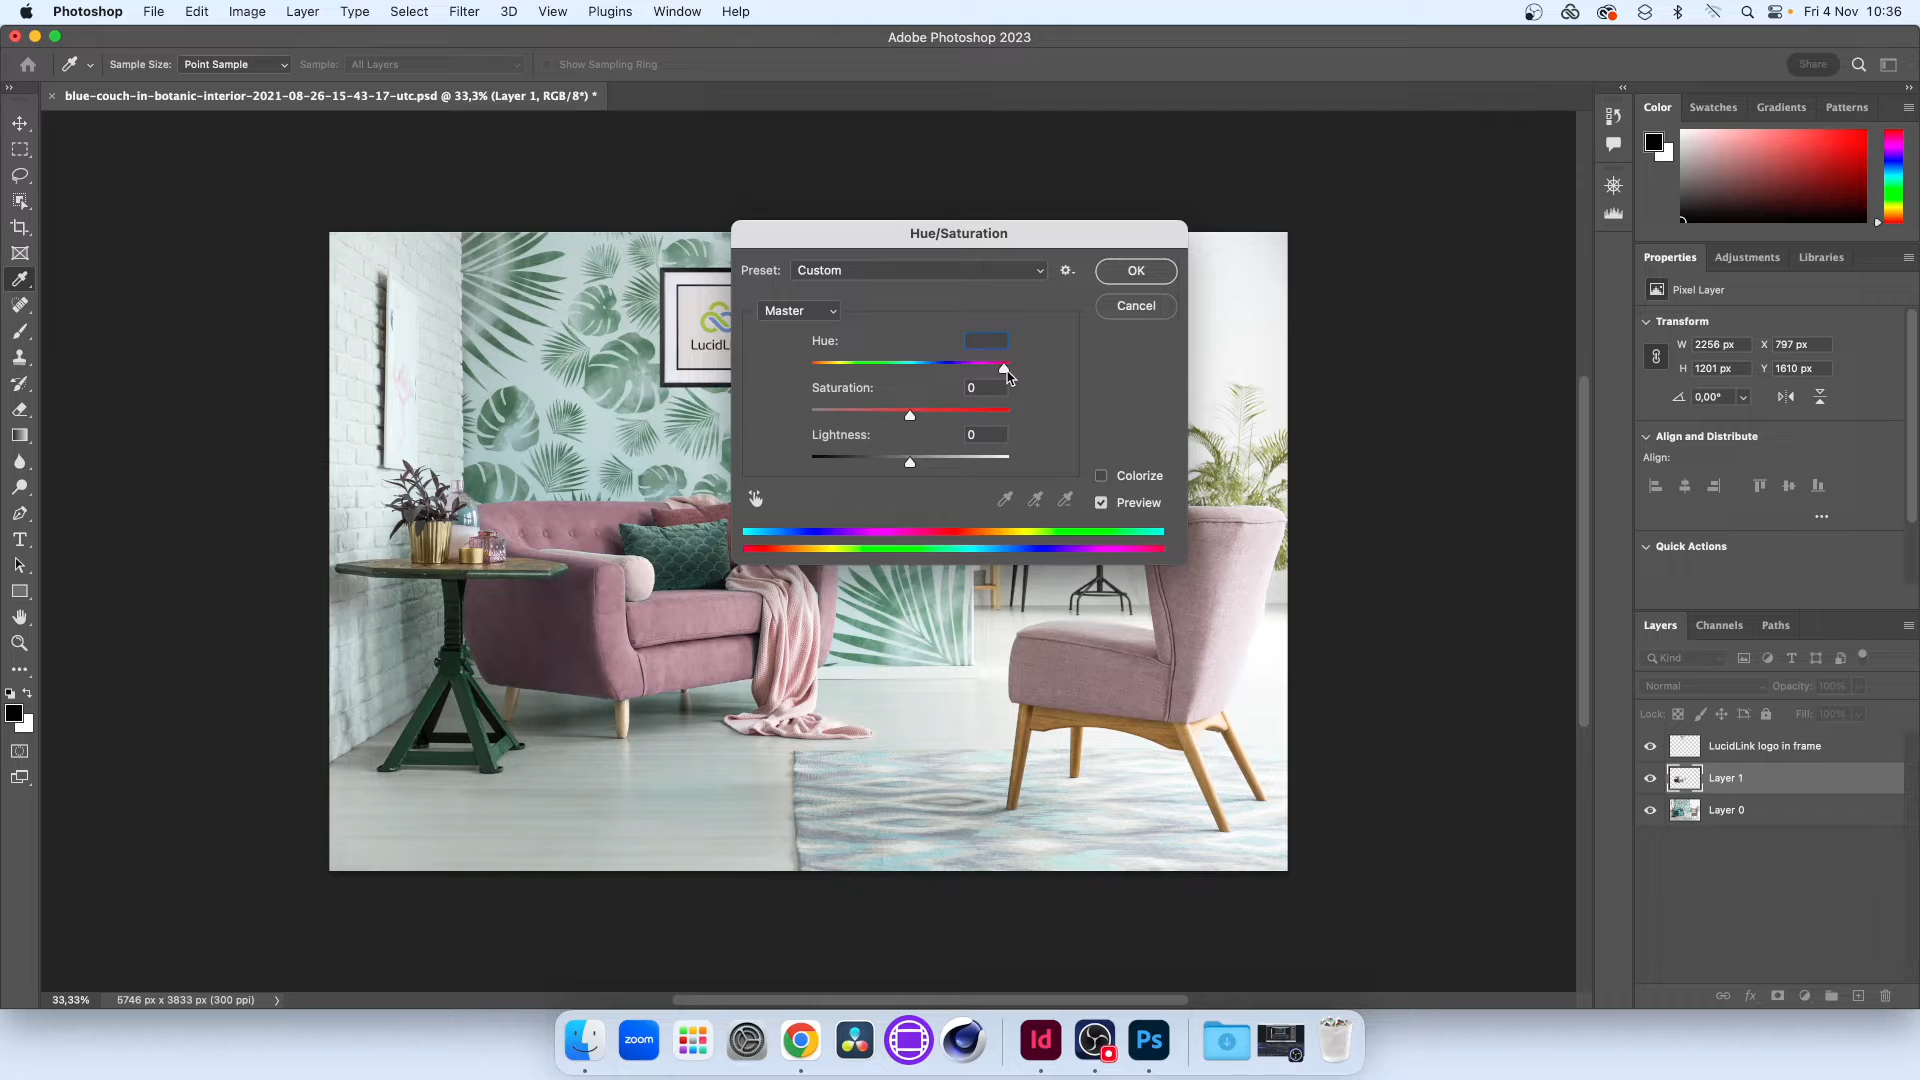 Photoshop File Edit Image Layer Type Select Filter 3D View Plugins Window Help Fri 4 Nov 10:36
Adobe Photoshop 2023
Sample Size: Point Sample Sample: All Layers Show Sampling Ring Share
blue-couch-in-botanic-interior-2021-08-26-15-43-17-utc.psd @ 33,3% (Layer 1, RGB/8*) *
Color Swatches Gradients Patterns
Hue/Saturation
Preset: Custom OK
Cancel
Master
Hue:
Saturation: 0
Lightness: 0
Colorize
Preview
Properties Adjustments Libraries
Pixel Layer
Transform
W 2256 px X 797 px
H 1201 px Y 1610 px
0,00°
Align and Distribute
Align:
Quick Actions
Layers Channels Paths
Kind
Normal Opacity: 100%
Lock: Fill: 100%
LucidLink logo in frame
Layer 1
Layer 0
33,33% 5746 px x 3833 px (300 ppi)
zoom Id Ps